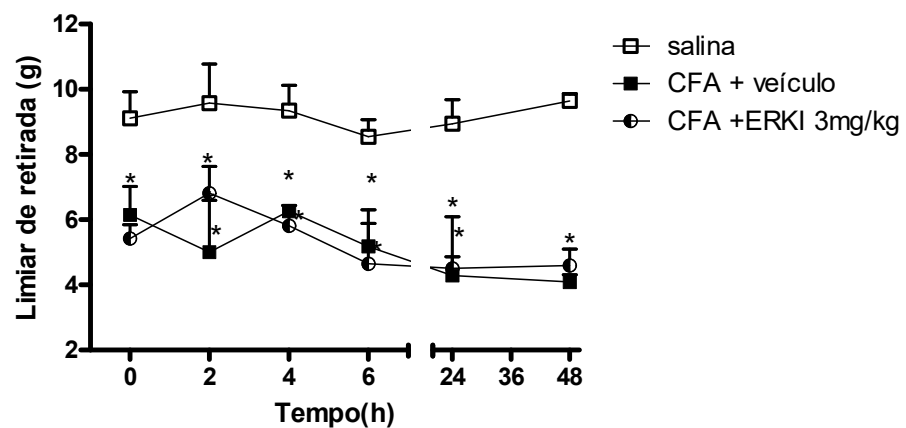 12
10
8
6
4
2
Limiar de retirada (g)
0 2 4 6 24 36 48
Tempo(h)
salina
CFA + veículo
CFA +ERKI 3mg/kg
* * * * * *
* * * * *